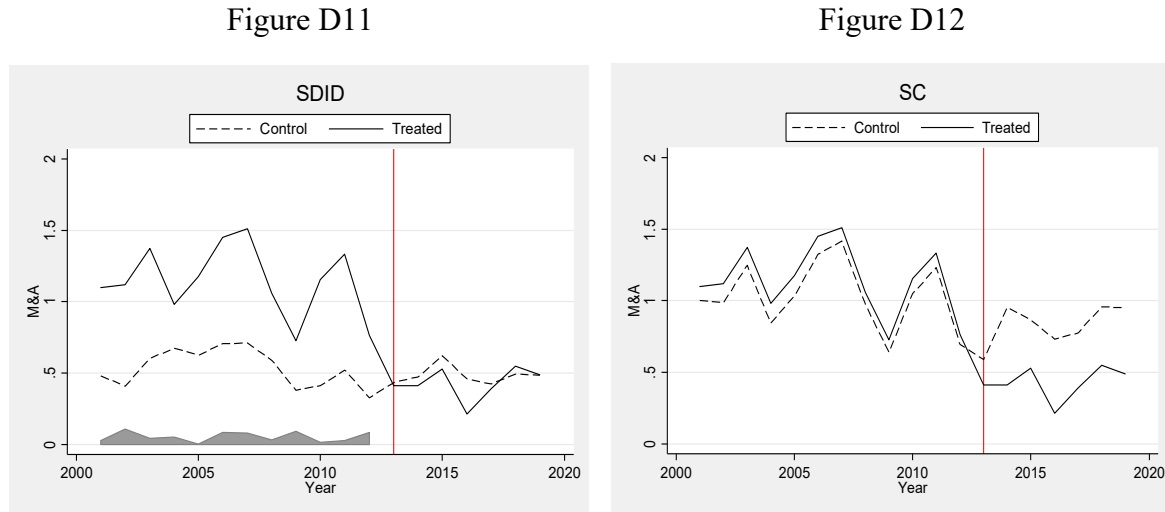 Figure D11
SDID
Control Treated
M&A
2
1.5
1
.5
0
2000 2005 2010 2015 2020
Year
Figure D12
SC
Control Treated
M&A
2
1.5
1
.5
0
2000 2005 2010 2015 2020
Year